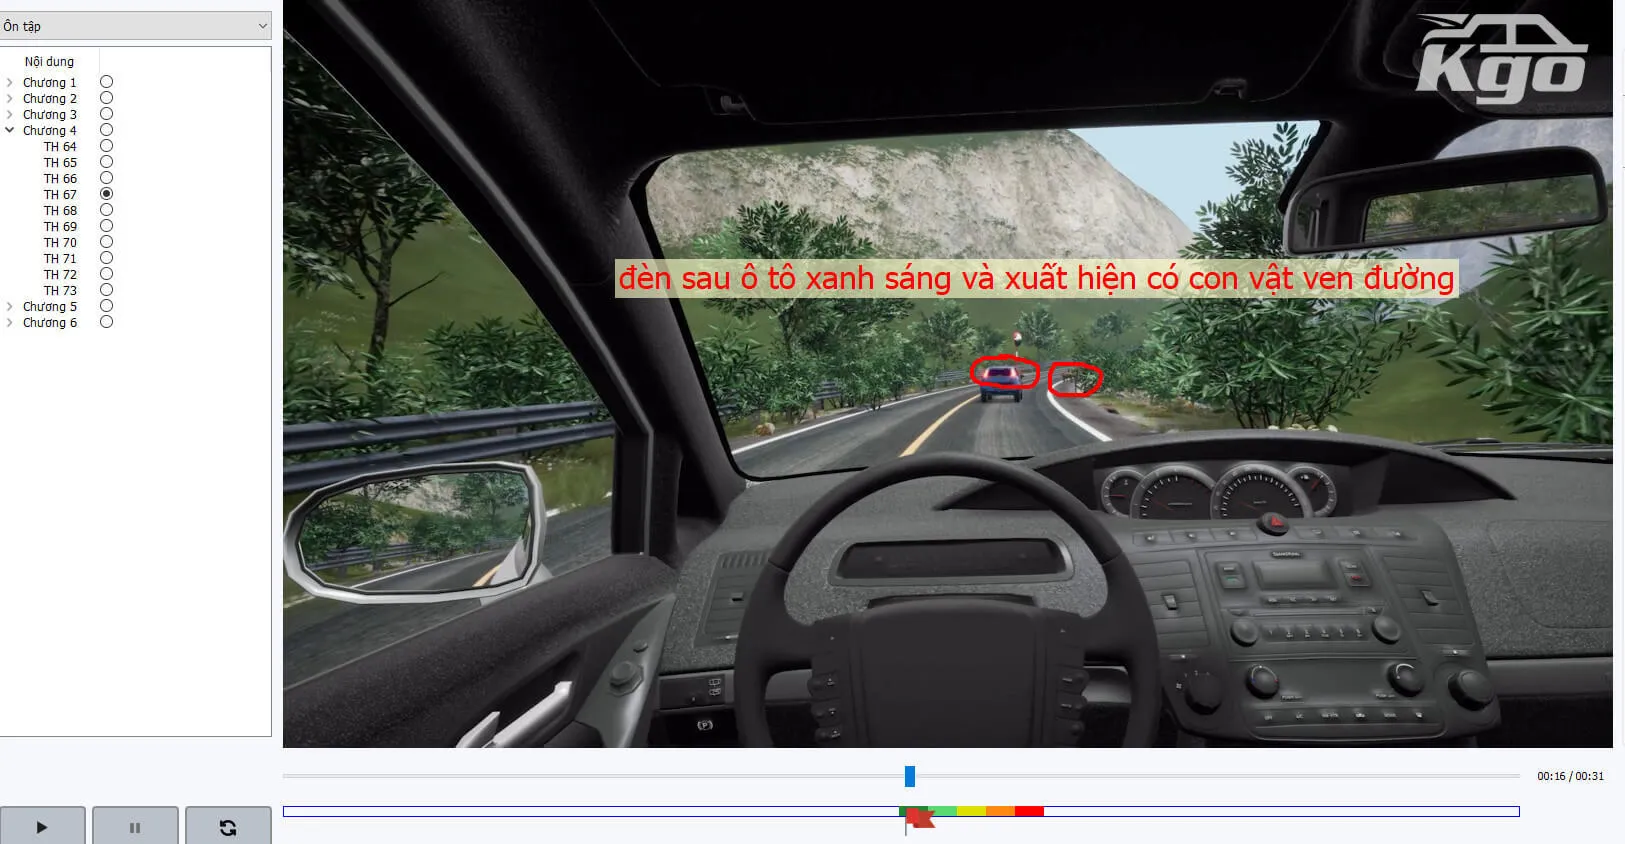 Ôn tập
Nội dung
Chương 1
Chương 2
Chương 3
Chương 4
TH 64
TH 65
TH 66
TH 67
TH 68
TH 69
TH 70
TH 71
TH 72
TH 73
Chương 5
Chương 6
Kgo
đèn sau ô tô xanh sáng và xuất hiện có con vật ven đường
00:16 / 00:31